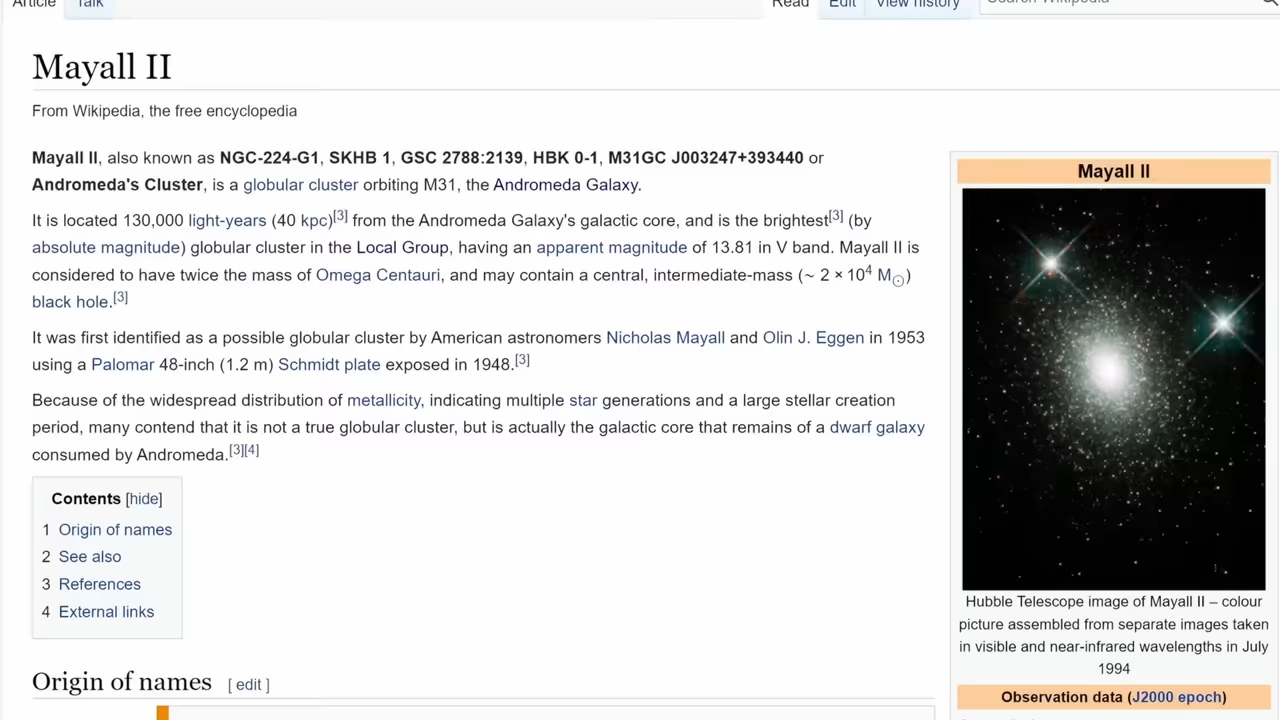 Article Talk Read Edit View history Search Wikipedia
Mayall II
From Wikipedia, the free encyclopedia
Mayall II, also known as NGC-224-G1, SKHB 1, GSC 2788:2139, HBK 0-1, M31GC J003247+393440 or
Andromeda's Cluster, is a globular cluster orbiting M31, the Andromeda Galaxy.
It is located 130,000 light-years (40 kpc)[3] from the Andromeda Galaxy's galactic core, and is the brightest[3] (by
absolute magnitude) globular cluster in the Local Group, having an apparent magnitude of 13.81 in V band. Mayall II is
considered to have twice the mass of Omega Centauri, and may contain a central, intermediate-mass (~ 2 × 10⁴ M☉)
black hole.[3]
It was first identified as a possible globular cluster by American astronomers Nicholas Mayall and Olin J. Eggen in 1953
using a Palomar 48-inch (1.2 m) Schmidt plate exposed in 1948.[3]
Because of the widespread distribution of metallicity, indicating multiple star generations and a large stellar creation
period, many contend that it is not a true globular cluster, but is actually the galactic core that remains of a dwarf galaxy
consumed by Andromeda.[3][4]
Contents [hide]
1 Origin of names
2 See also
3 References
4 External links
Origin of names [ edit ]
Mayall II
Hubble Telescope image of Mayall II – colour
picture assembled from separate images taken
in visible and near-infrared wavelengths in July
1994
Observation data (J2000 epoch)